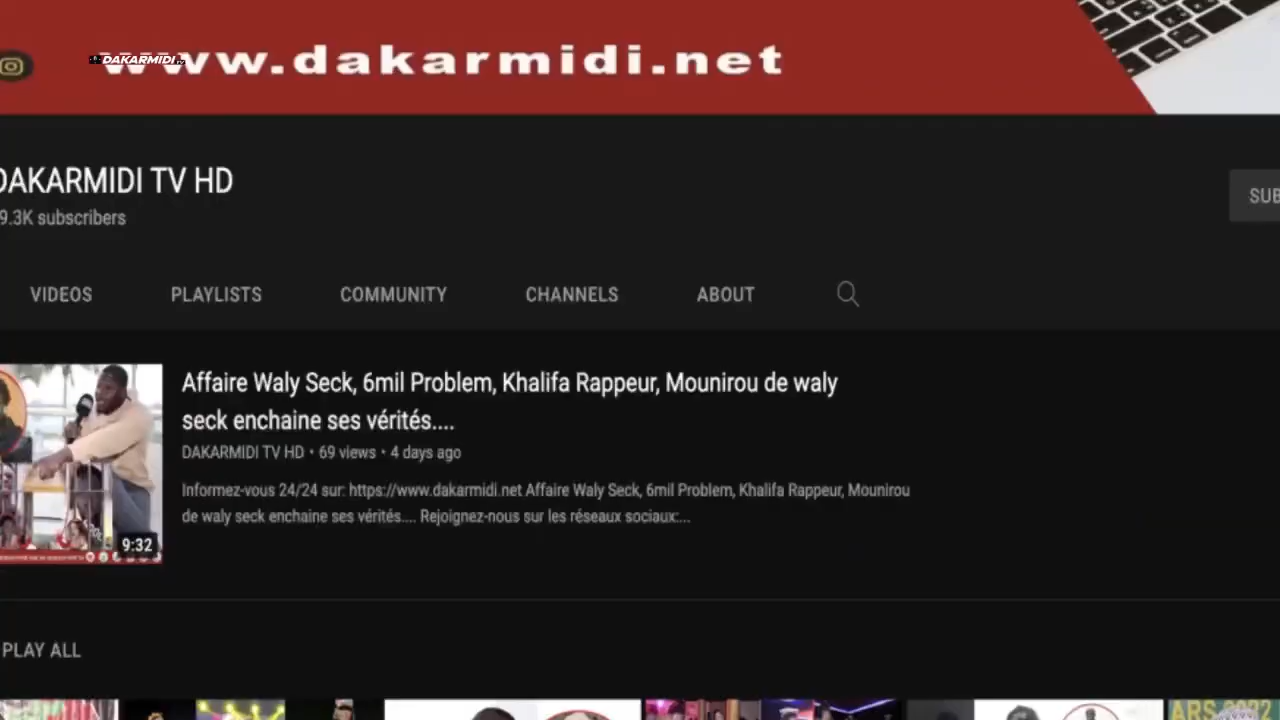 www.dakarmidi.net
DAKARMIDI
DAKARMIDI TV HD
9.3K subscribers
SUB
VIDEOS
PLAYLISTS
COMMUNITY
CHANNELS
ABOUT
Affaire Waly Seck, 6mil Problem, Khalifa Rappeur, Mounirou de waly
seck enchaine ses vérités....
DAKARMIDI TV HD • 69 views • 4 days ago
Informez-vous 24/24 sur: https://www.dakarmidi.net Affaire Waly Seck, 6mil Problem, Khalifa Rappeur, Mounirou
de waly seck enchaine ses vérités.... Rejoignez-nous sur les réseaux sociaux:...
9:32
PLAY ALL